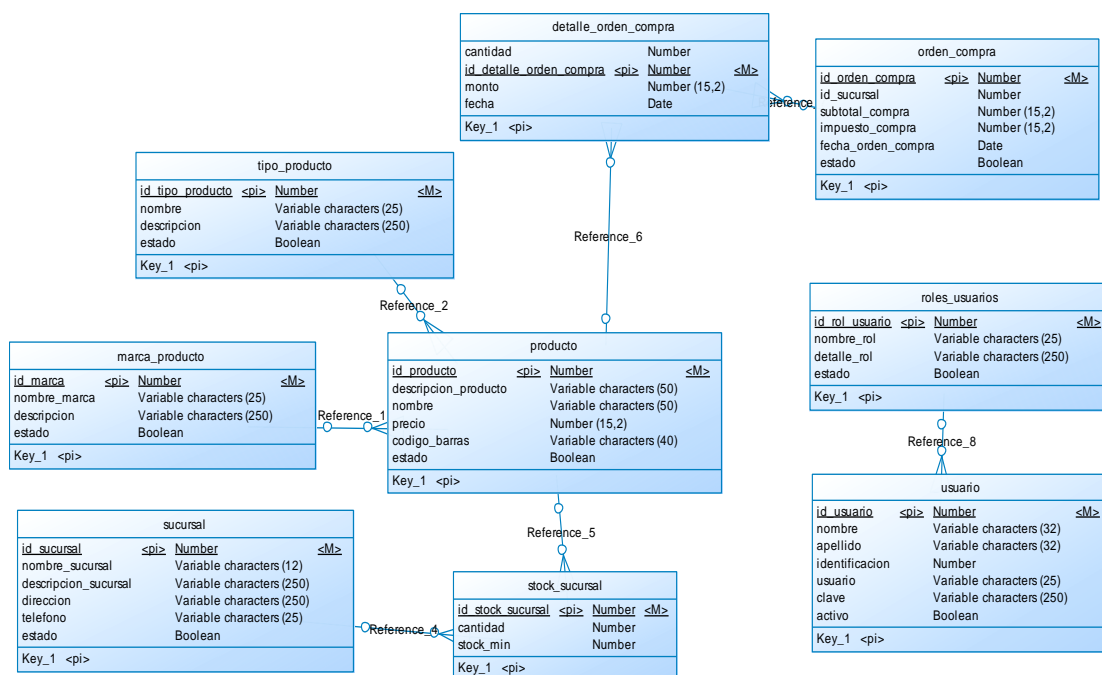 detalle_orden_compra
cantidad Number
id_detalle_orden_compra <pi> Number <M>
monto Number (15,2)
fecha Date
Key_1 <pi>
orden_compra
id_orden_compra <pi> Number <M>
id_sucursal Number
subtotal_compra Number (15,2)
impuesto_compra Number (15,2)
fecha_orden_compra Date
estado Boolean
Key_1 <pi>
tipo_producto
id_tipo_producto <pi> Number <M>
nombre Variable characters (25)
descripcion Variable characters (250)
estado Boolean
Key_1 <pi>
Reference_6
Reference_2
roles_usuarios
id_rol_usuario <pi> Number <M>
nombre_rol Variable characters (25)
detalle_rol Variable characters (250)
estado Boolean
Key_1 <pi>
marca_producto
id_marca <pi> Number <M>
nombre_marca Variable characters (25)
descripcion Variable characters (250)
estado Boolean
Key_1 <pi>
Reference_1
producto
id_producto <pi> Number <M>
descripcion_producto Variable characters (50)
nombre Variable characters (50)
precio Number (15,2)
codigo_barras Variable characters (40)
estado Boolean
Key_1 <pi>
Reference_8
usuario
id_usuario <pi> Number <M>
nombre Variable characters (32)
apellido Variable characters (32)
identificacion Number
usuario Variable characters (25)
clave Variable characters (250)
activo Boolean
Key_1 <pi>
sucursal
id_sucursal <pi> Number <M>
nombre_sucursal Variable characters (12)
descripcion_sucursal Variable characters (250)
direccion Variable characters (250)
telefono Variable characters (25)
estado Boolean
Key_1 <pi>
Reference_5
Reference_4
stock_sucursal
id_stock_sucursal <pi> Number <M>
cantidad Number
stock_min Number
Key_1 <pi>